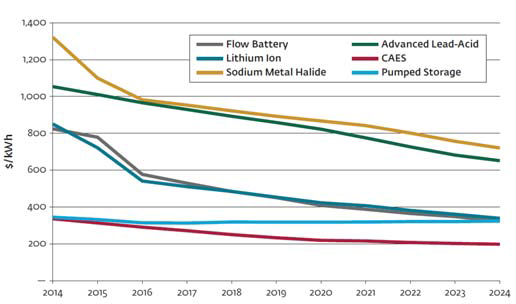 1,400
1,200
1,000
800
600
400
200
—
$/kWh
Flow Battery
Lithium Ion
Sodium Metal Halide
Advanced Lead-Acid
CAES
Pumped Storage
2014 2015 2016 2017 2018 2019 2020 2021 2022 2023 2024